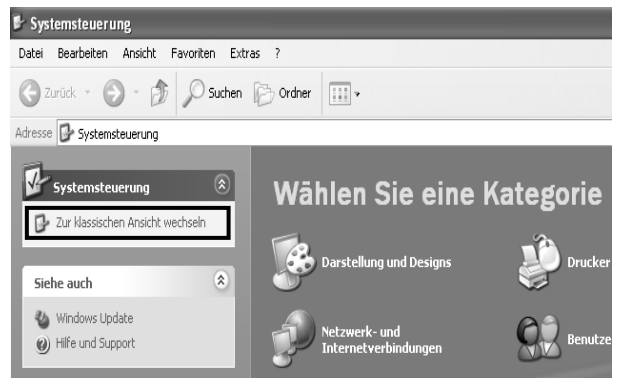 Systemsteuerung
Datei Bearbeiten Ansicht Favoriten Extras ?
Zurück Suchen Ordner
Adresse Systemsteuerung
Systemsteuerung
Zur klassischen Ansicht wechseln
Siehe auch
Windows Update
Hilfe und Support
Wählen Sie eine Kategorie
Darstellung und Designs
Drucker
Netzwerk- und
Internetverbindungen
Benutze